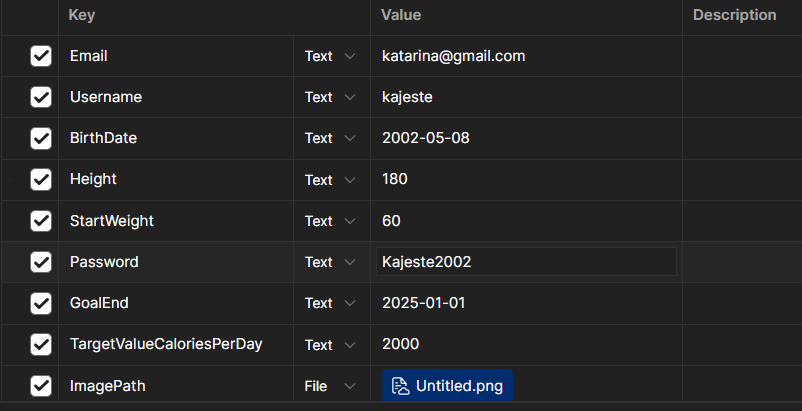 Key Value Description
Email Text katarina@gmail.com
Username Text kajeste
BirthDate Text 2002-05-08
Height Text 180
StartWeight Text 60
Password Text Kajeste2002
GoalEnd Text 2025-01-01
TargetValueCaloriesPerDay Text 2000
ImagePath File Untitled.png